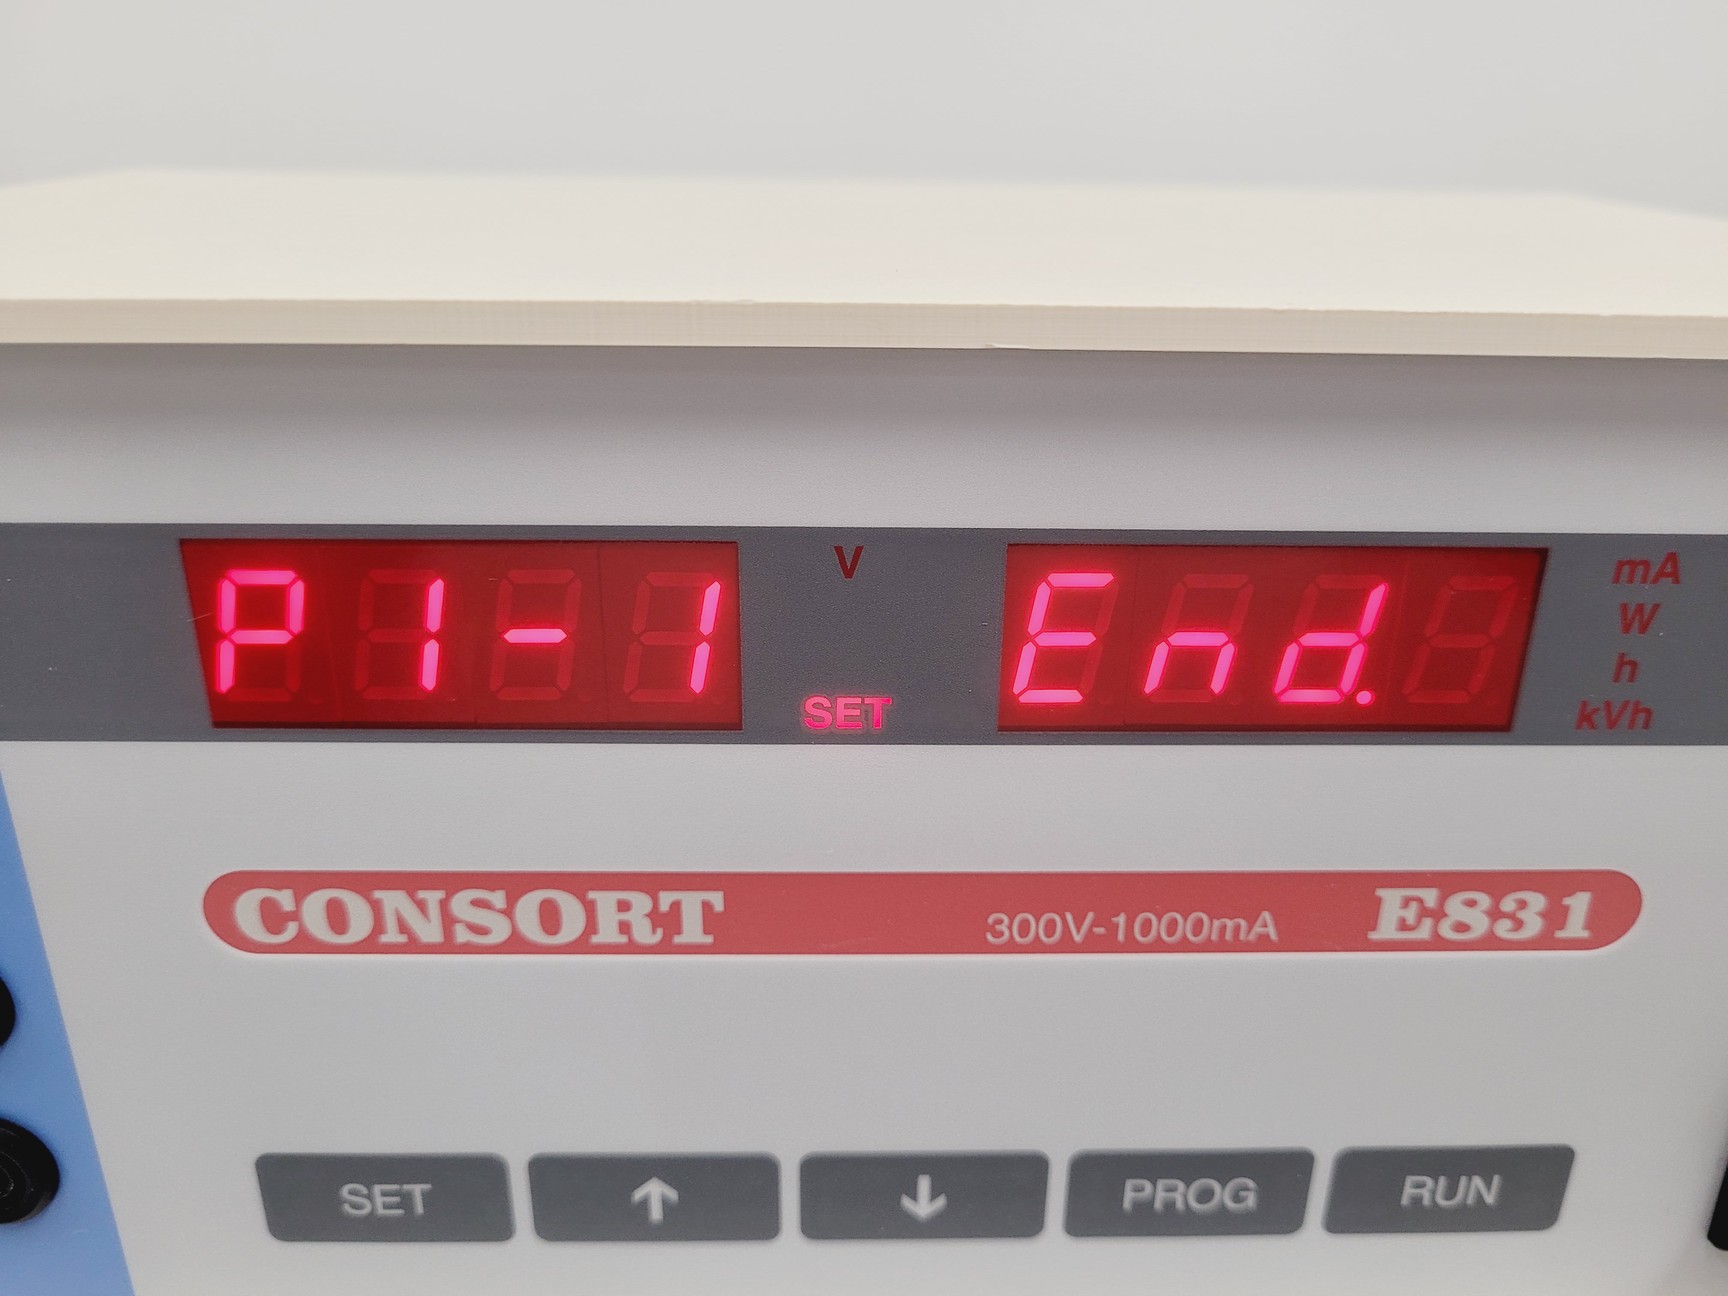 P1-1 V End. mA
W
h
SET kVh
CONSORT 300V-1000mA E831
SET ↑ ↓ PROG RUN